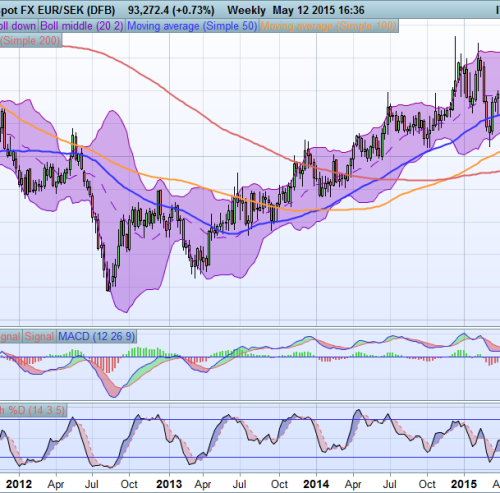 pot FX EUR/SEK (DFB) 93,272.4 (+0.73%) Weekly May 12 2015 16:36
oll down Boll middle (20 2) Moving average (Simple 50) Moving average (Simple 100)
(Simple 200)
gnal Signal MACD (12 26 9)
h %D (14 3 5)
2012 Apr Jul Oct 2013 Apr Jul Oct 2014 Apr Jul Oct 2015 A